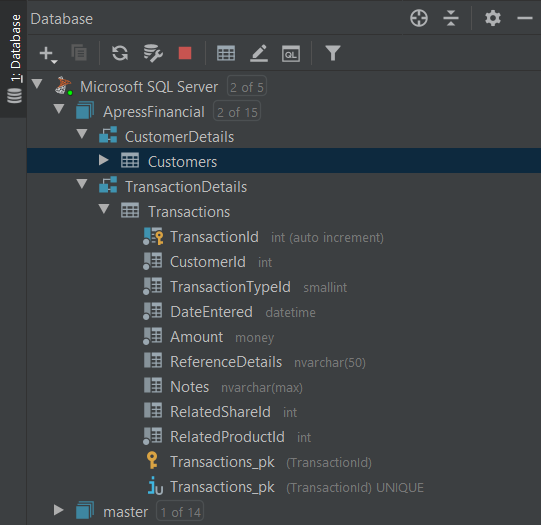 Database
1: Database
Microsoft SQL Server 2 of 5
ApressFinancial 2 of 15
CustomerDetails
Customers
TransactionDetails
Transactions
TransactionId int (auto increment)
CustomerId int
TransactionTypeId smallint
DateEntered datetime
Amount money
ReferenceDetails nvarchar(50)
Notes nvarchar(max)
RelatedShareId int
RelatedProductId int
Transactions_pk (TransactionId)
Transactions_pk (TransactionId) UNIQUE
master 1 of 14
QL